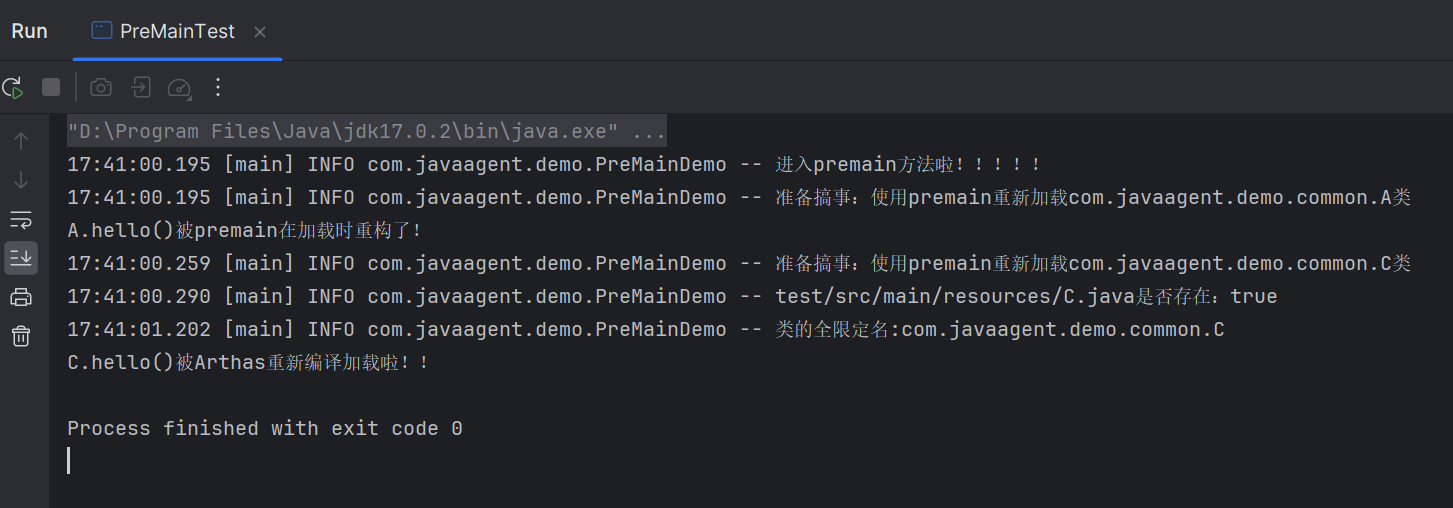 Run PreMainTest
"D:\Program Files\Java\jdk17.0.2\bin\java.exe" ...
17:41:00.195 [main] INFO com.javaagent.demo.PreMainDemo -- 进入premain方法啦！！！！！
17:41:00.195 [main] INFO com.javaagent.demo.PreMainDemo -- 准备搞事：使用premain重新加载com.javaagent.demo.common.A类
A.hello()被premain在加载时重构了！
17:41:00.259 [main] INFO com.javaagent.demo.PreMainDemo -- 准备搞事：使用premain重新加载com.javaagent.demo.common.C类
17:41:00.290 [main] INFO com.javaagent.demo.PreMainDemo -- test/src/main/resources/C.java是否存在：true
17:41:01.202 [main] INFO com.javaagent.demo.PreMainDemo -- 类的全限定名:com.javaagent.demo.common.C
C.hello()被Arthas重新编译加载啦！！
Process finished with exit code 0